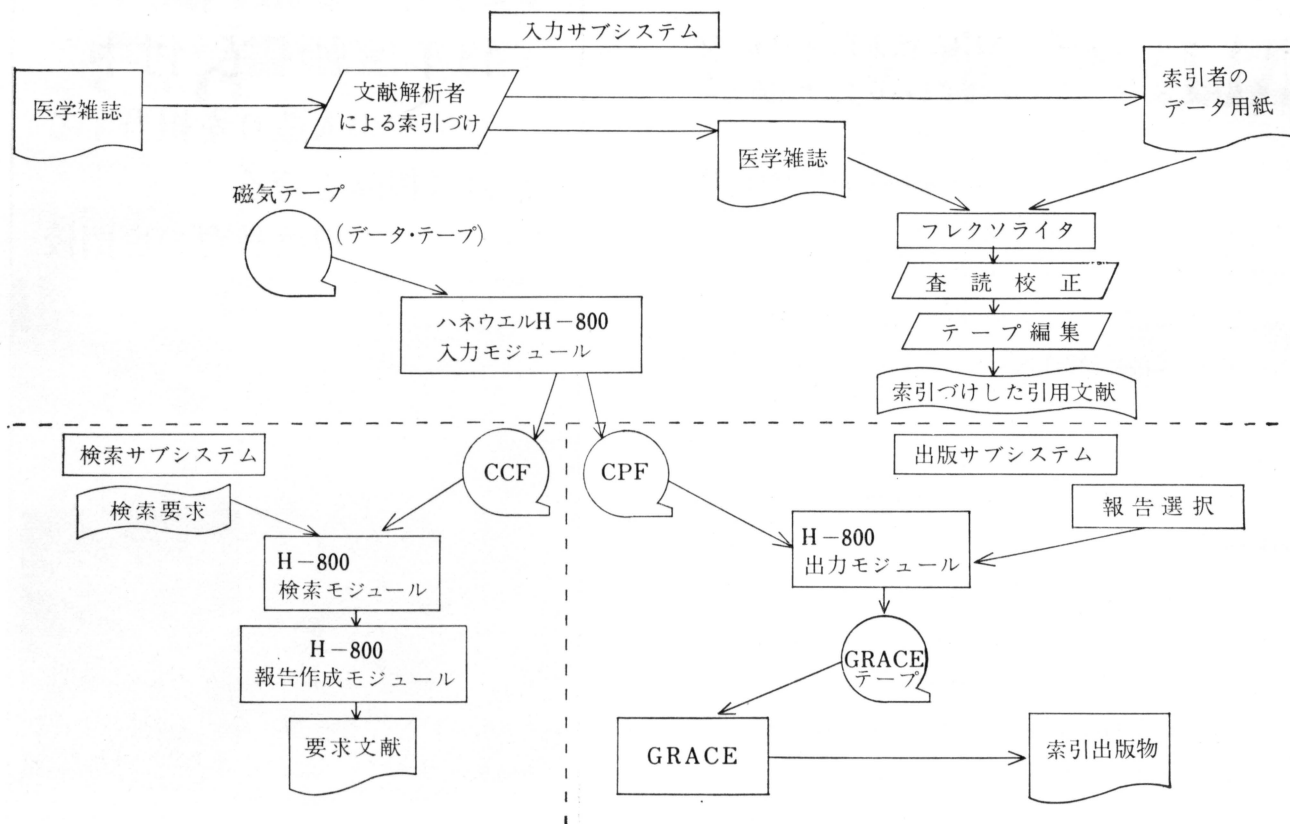 入力サブシステム
医学雑誌
文献解析者
による索引づけ
索引者の
データ用紙
医学雑誌
磁気テープ
(データ・テープ)
フレクソライタ
査読校正
テープ編集
索引づけした引用文献
ハネウエルH-800
入力モジュール
検索サブシステム
検索要求
CCF
H-800
検索モジュール
H-800
報告作成モジュール
要求文献
CPF
出版サブシステム
報告選択
H-800
出力モジュール
GRACE
テープ
GRACE
索引出版物